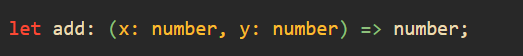 let add: (x: number, y: number) => number;